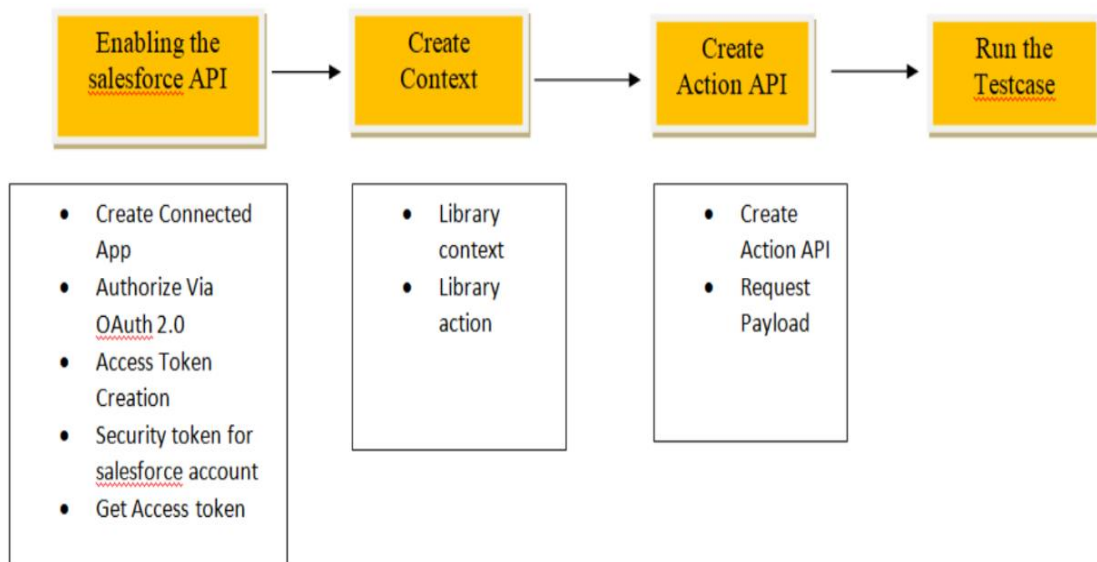 Enabling the
salesforce API
Create
Context
Create
Action API
Run the
Testcase
• Create Connected
App
• Authorize Via
OAuth 2.0
• Access Token
Creation
• Security token for
salesforce account
• Get Access token
• Library
context
• Library
action
• Create
Action API
• Request
Payload